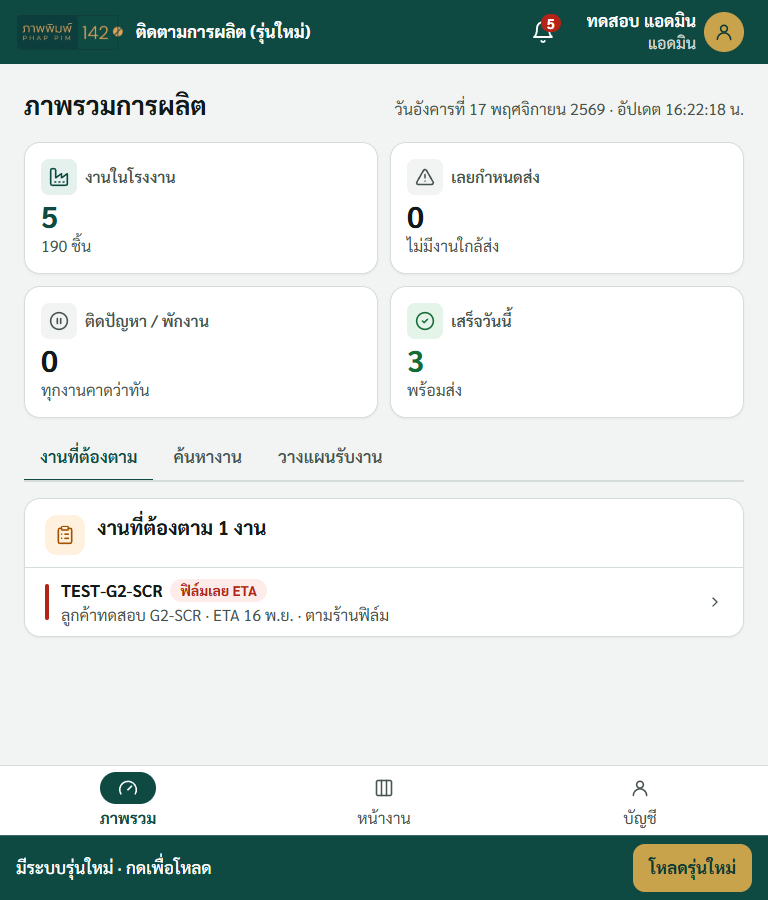 ภาพพิมพ์ 142
PHAP PIM
ติดตามการผลิต (รุ่นใหม่)
5
ทดสอบ แอดมิน
แอดมิน
ภาพรวมการผลิต
วันอังคารที่ 17 พฤศจิกายน 2569 · อัปเดต 16:22:18 น.
งานในโรงงาน
5
190 ชิ้น
เลยกำหนดส่ง
0
ไม่มีงานใกล้ส่ง
ติดปัญหา / พักงาน
0
ทุกงานคาดว่าทัน
เสร็จวันนี้
3
พร้อมส่ง
งานที่ต้องตาม ค้นหางาน วางแผนรับงาน
งานที่ต้องตาม 1 งาน
TEST-G2-SCR ฟิล์มเลย ETA
ลูกค้าทดสอบ G2-SCR · ETA 16 พ.ย. · ตามร้านฟิล์ม
ภาพรวม หน้างาน บัญชี
มีระบบรุ่นใหม่ · กดเพื่อโหลด โหลดรุ่นใหม่